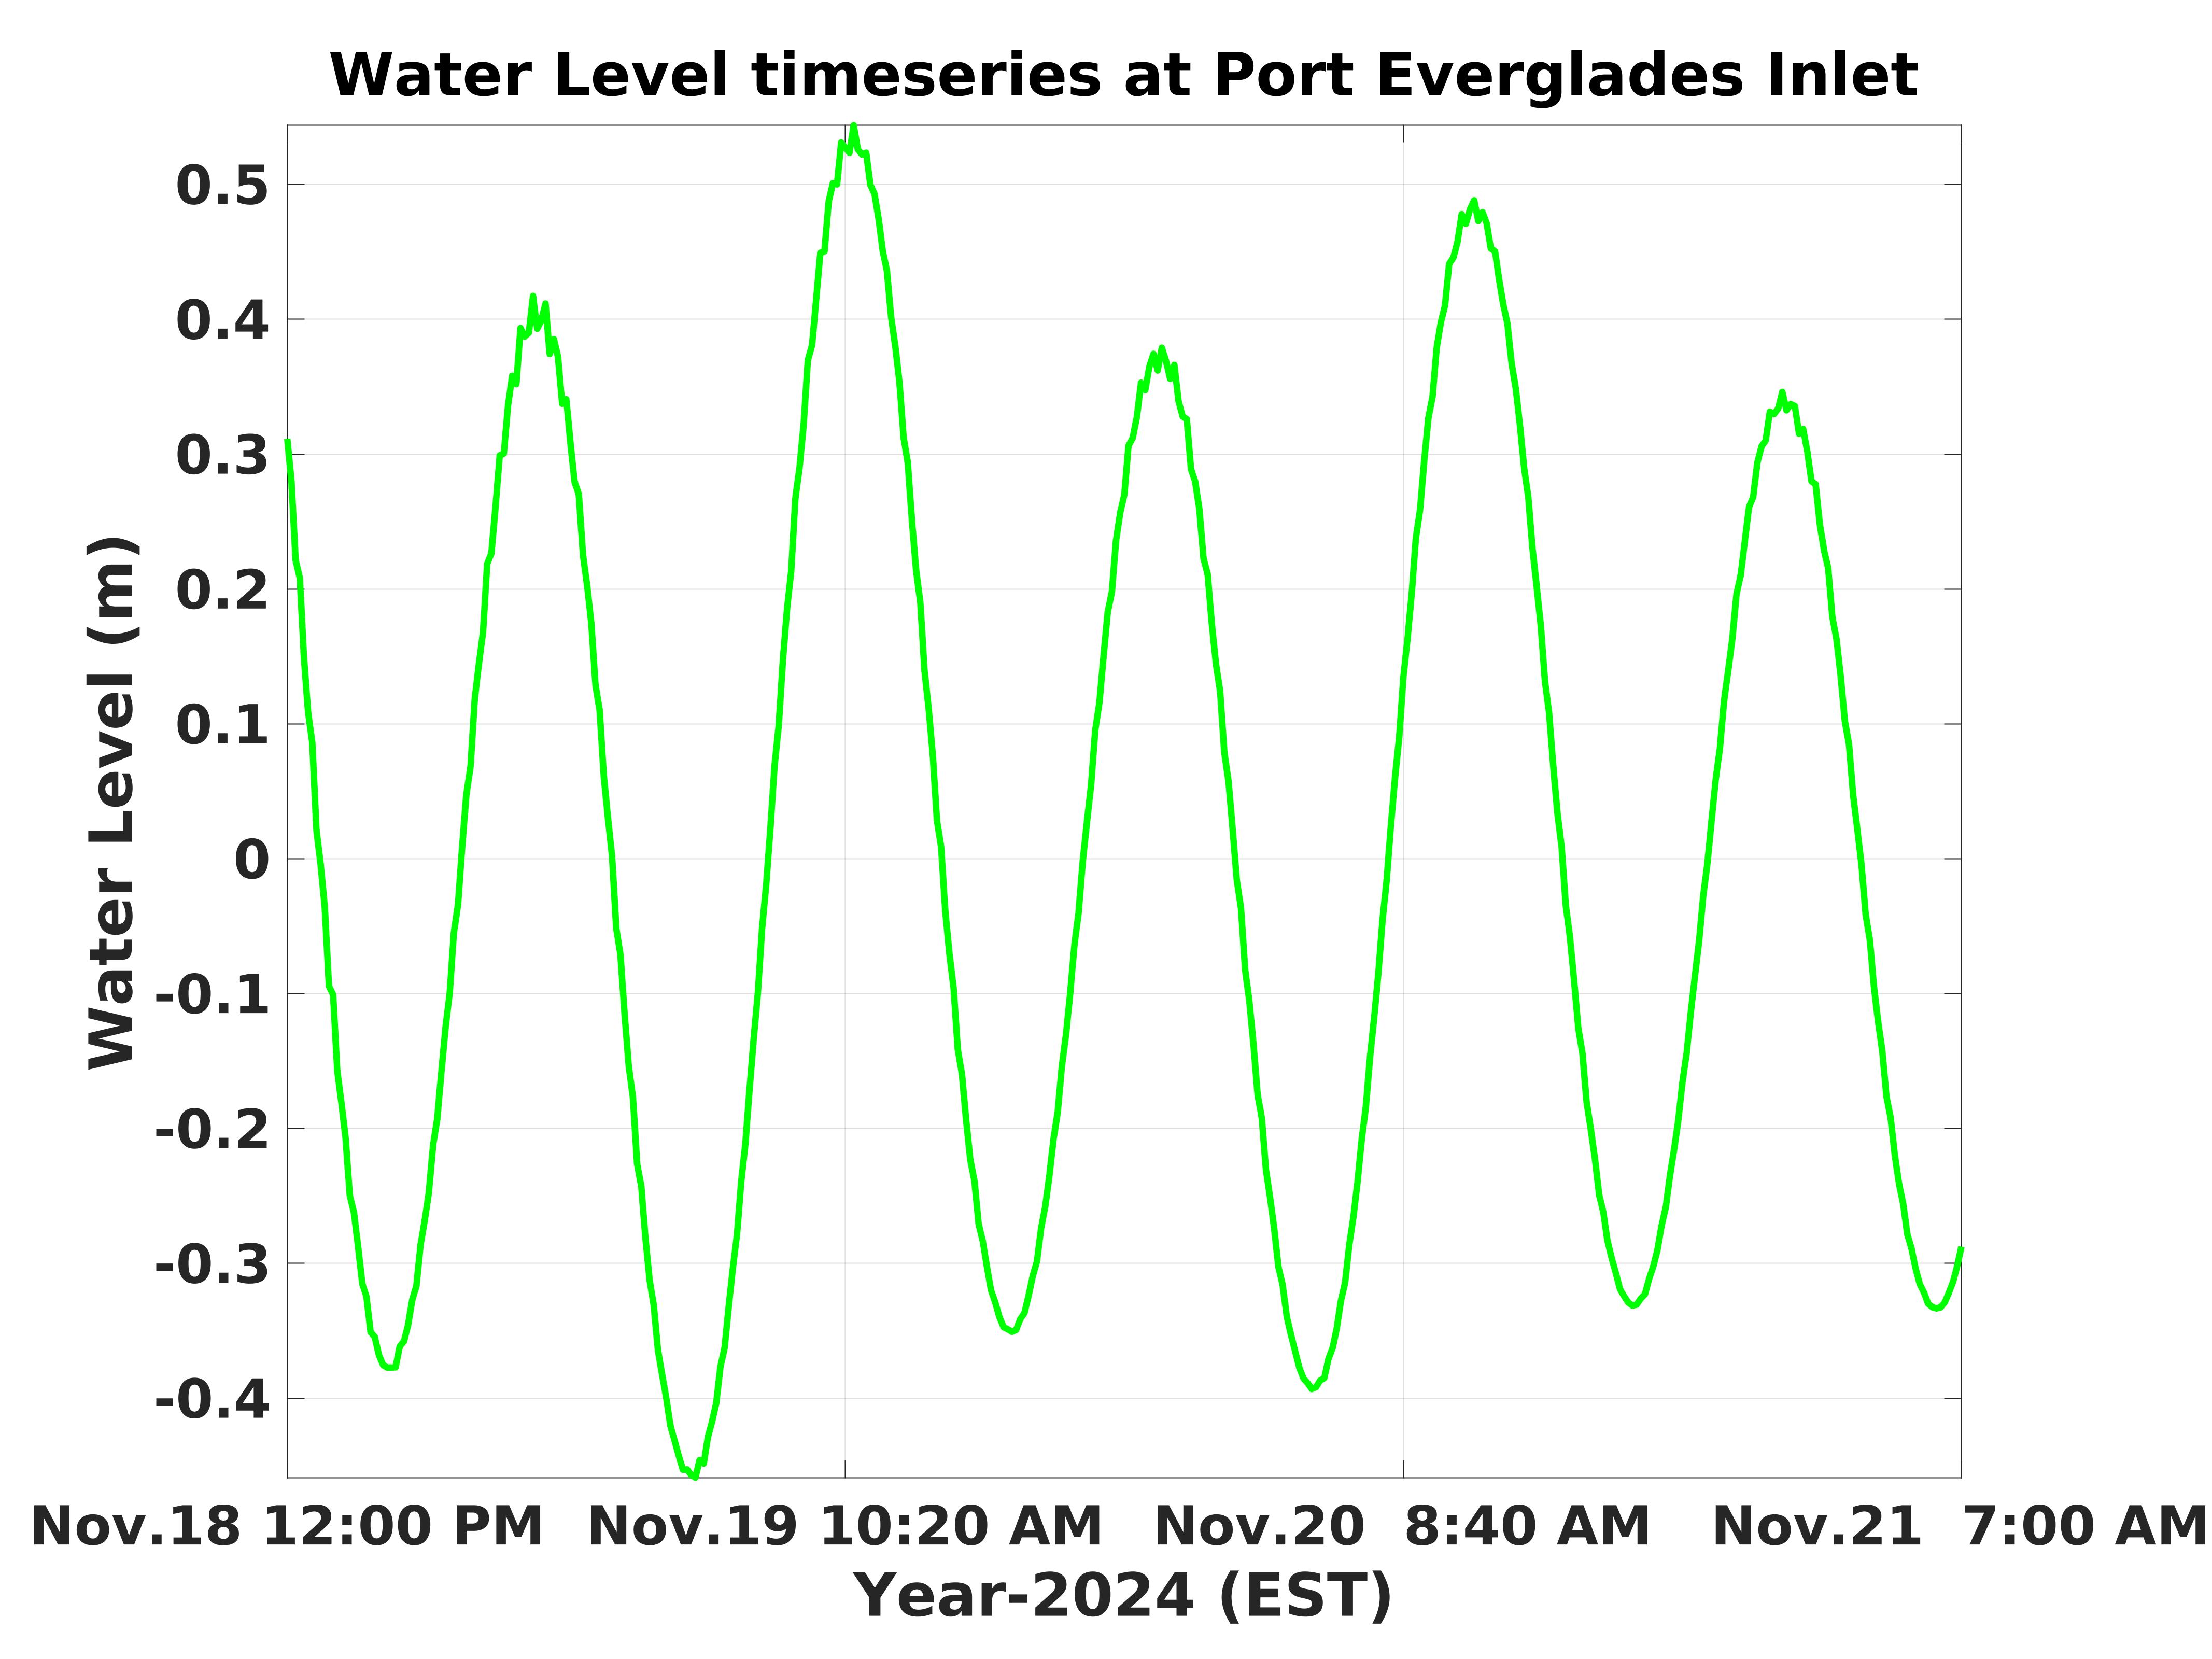 Water Level timeseries at Port Everglades Inlet
0.5
0.4
0.3
0.2
0.1
0
-0.1
-0.2
-0.3
-0.4
Water Level (m)
Nov.18 12:00 PM Nov.19 10:20 AM Nov.20 8:40 AM Nov.21 7:00 AM
Year-2024 (EST)